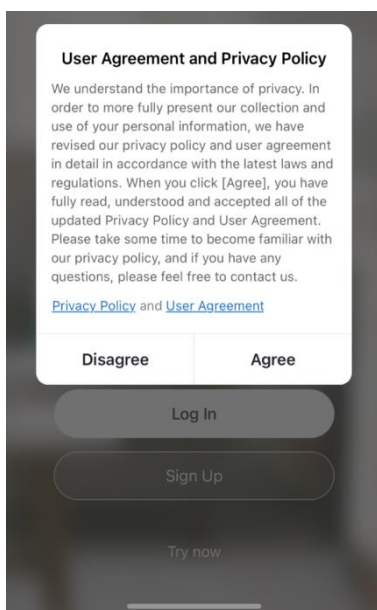 User Agreement and Privacy Policy
We understand the importance of privacy. In
order to more fully present our collection and
use of your personal information, we have
revised our privacy policy and user agreement
in detail in accordance with the latest laws and
regulations. When you click [Agree], you have
fully read, understood and accepted all of the
updated Privacy Policy and User Agreement.
Please take some time to become familiar with
our privacy policy, and if you have any
questions, please feel free to contact us.
Privacy Policy and User Agreement
Disagree Agree
Log In
Sign Up
Try now